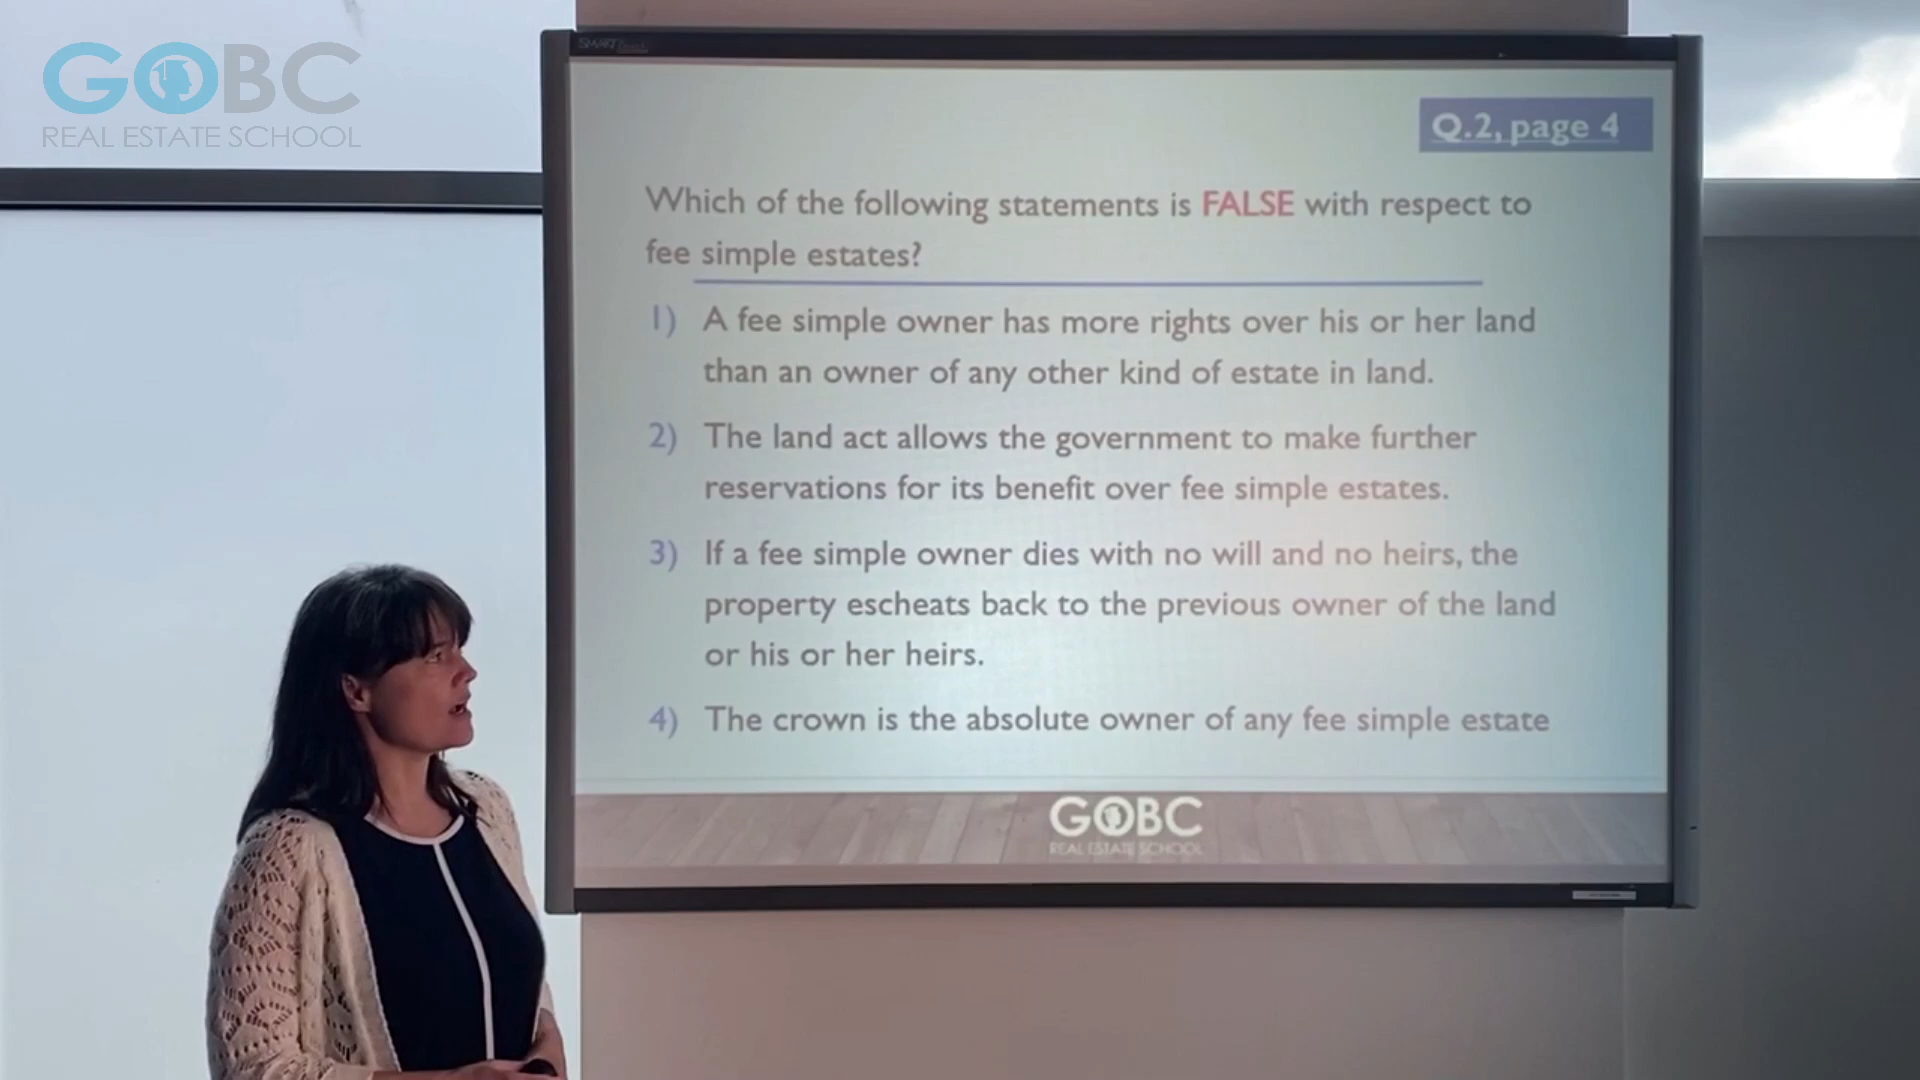 GOBC
REAL ESTATE SCHOOL
SMART
Q.2, page 4
Which of the following statements is FALSE with respect to
fee simple estates?
1) A fee simple owner has more rights over his or her land
than an owner of any other kind of estate in land.
2) The land act allows the government to make further
reservations for its benefit over fee simple estates.
3) If a fee simple owner dies with no will and no heirs, the
property escheats back to the previous owner of the land
or his or her heirs.
4) The crown is the absolute owner of any fee simple estate
GOBC
REAL ESTATE SCHOOL